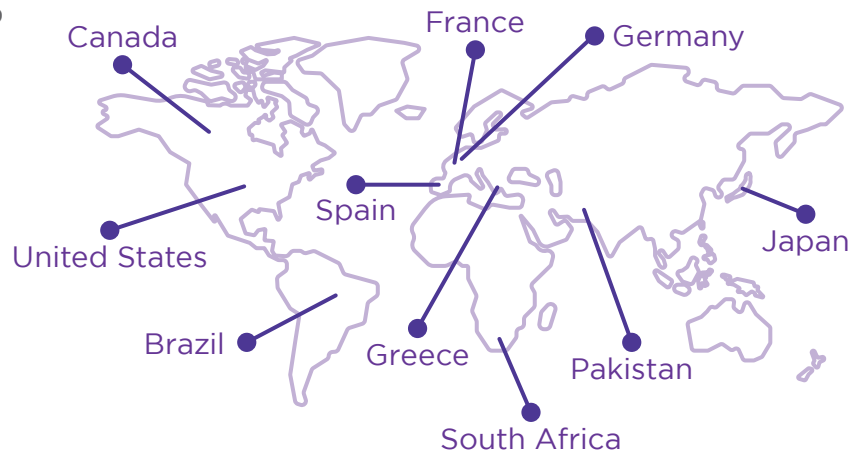 France
Canada
Germany
Spain
United States
Japan
Brazil
Greece
Pakistan
South Africa